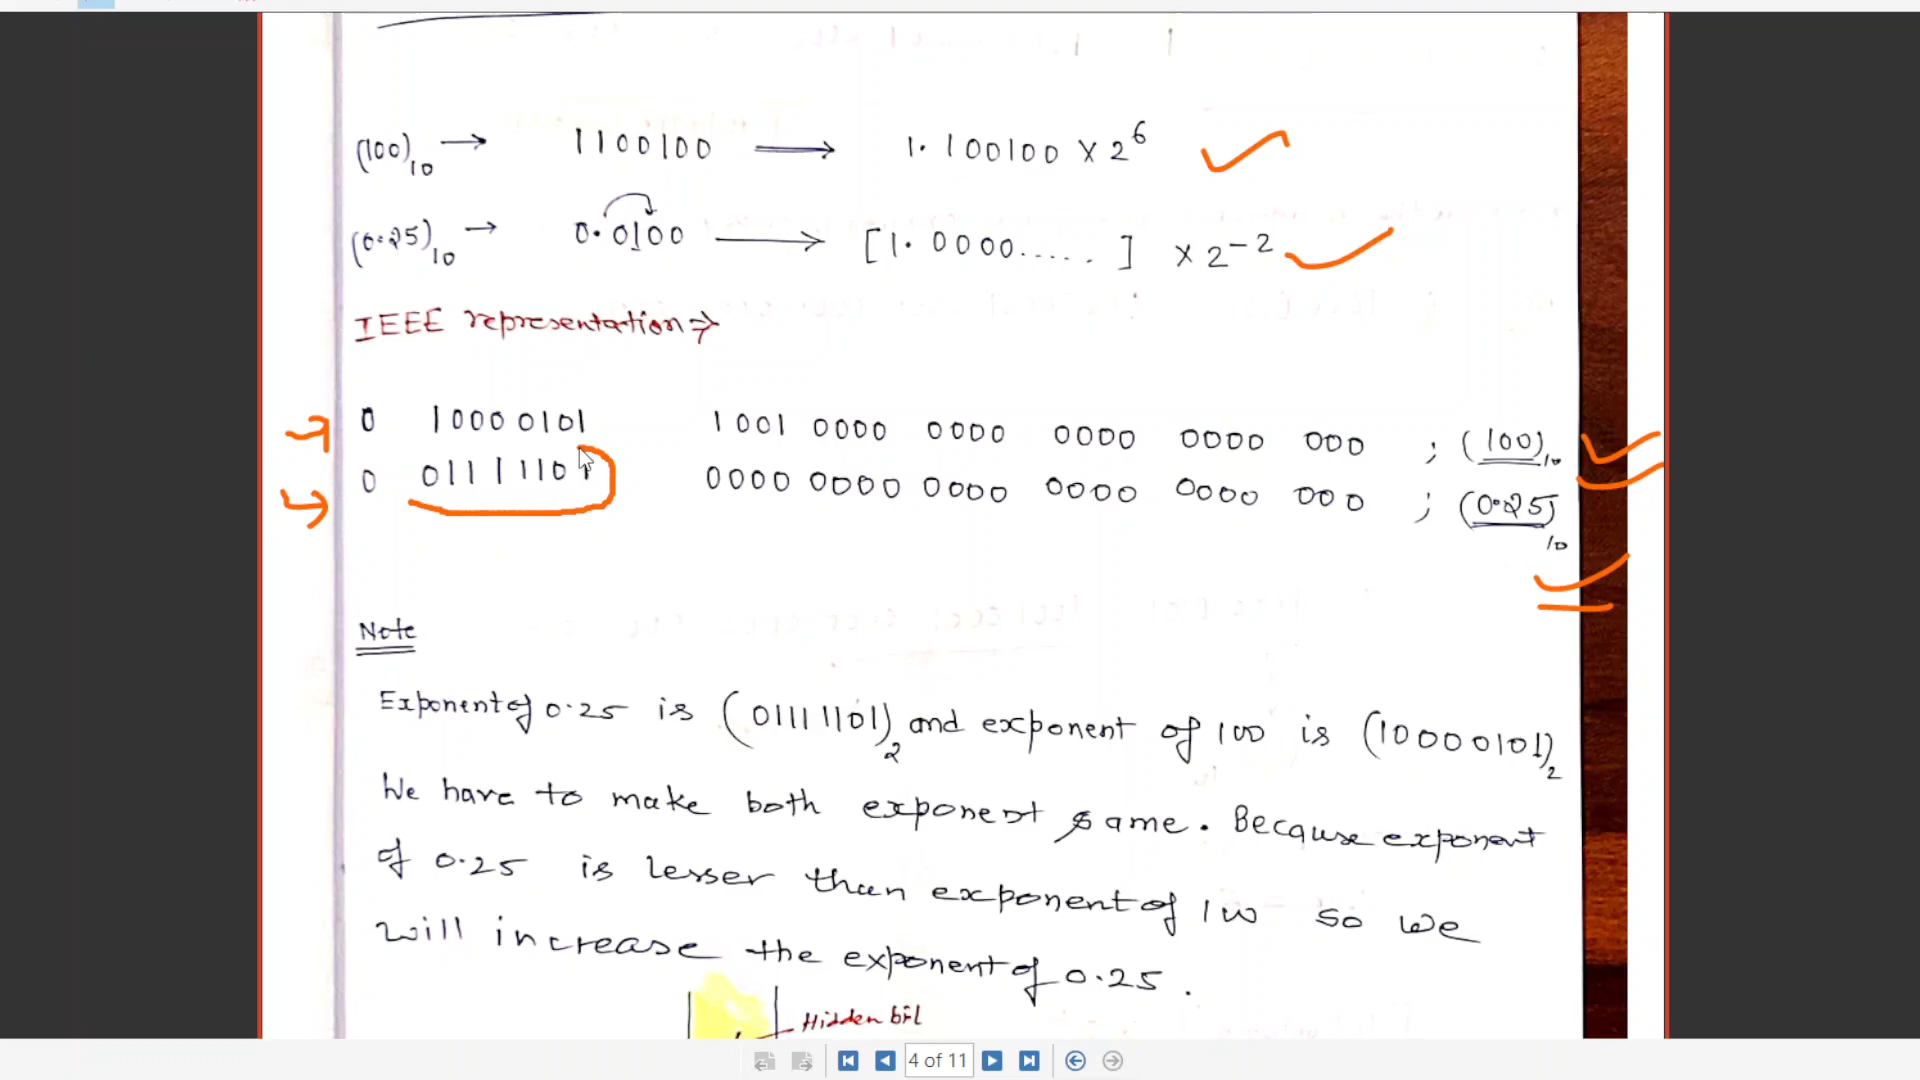 (100)10 → 1100100 → 1.100100 X 2^6
(0.25)10 → 0.0100 → [1.0000.....] X 2^-2
IEEE representation⇒
0 10000101 1001 0000 0000 0000 0000 000 ; (100)10
0 01111101 0000 0000 0000 0000 0000 000 ; (0.25)10
Note
Exponent of 0.25 is (01111101)2 and exponent of 100 is (10000101)2
We have to make both exponent same. Because exponent
of 0.25 is lesser than exponent of 100 so we
will increase the exponent of 0.25.
Hidden bit
4 of 11